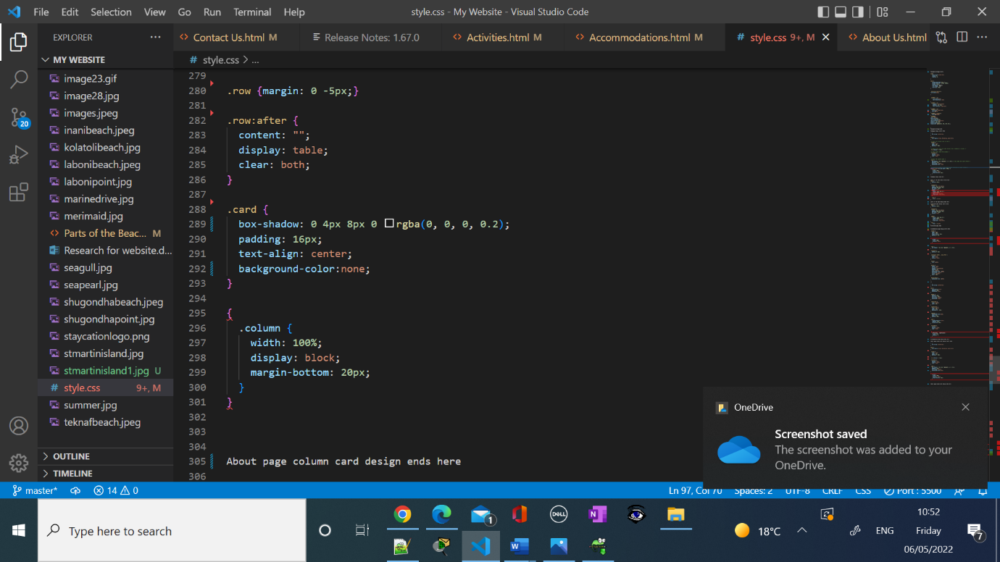 File Edit Selection View Go Run Terminal Help
style.css - My Website - Visual Studio Code
EXPLORER
MY WEBSITE
image23.gif
image28.jpg
images.jpeg
inanibeach.jpeg
kolatolibeach.jpg
labonibeach.jpeg
labonipoint.jpg
marinedrive.jpg
merimaid.jpg
Parts of the Beac... M
Research for website.d...
seagull.jpg
seapearl.jpg
shugondhabeach.jpeg
shugondhapoint.jpg
staycationlogo.png
stmartinisland.jpg
stmartinisland1.jpg U
style.css 9+, M
summer.jpg
teknafbeach.jpeg
OUTLINE
TIMELINE
20
Contact Us.html M
Release Notes: 1.67.0
Activities.html M
Accommodations.html M
style.css 9+, M
About Us.html
style.css > ...
279
280 .row {margin: 0 -5px;}
281
282 .row:after {
283 content: "";
284 display: table;
285 clear: both;
286 }
287
288 .card {
289 box-shadow: 0 4px 8px 0 rgba(0, 0, 0, 0.2);
290 padding: 16px;
291 text-align: center;
292 background-color:none;
293 }
294
295 {
296 .column {
297 width: 100%;
298 display: block;
299 margin-bottom: 20px;
300 }
301 }
302
303
304
305 About page column card design ends here
306
OneDrive
Screenshot saved
The screenshot was added to your
OneDrive.
master* 14 0
Ln 97, Col 70 Spaces: 2 UTF-8 CRLF CSS Port : 5500
Type here to search
1
DELL
18°C
ENG
10:52
Friday
06/05/2022
7